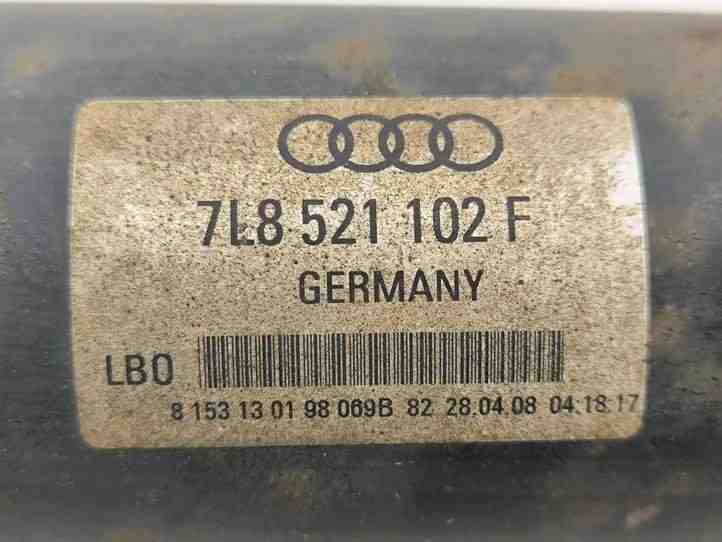 7L8 521 102 F
GERMANY
LBO
8 153 13 01 98 069B 82 28.04.08 04.18.17